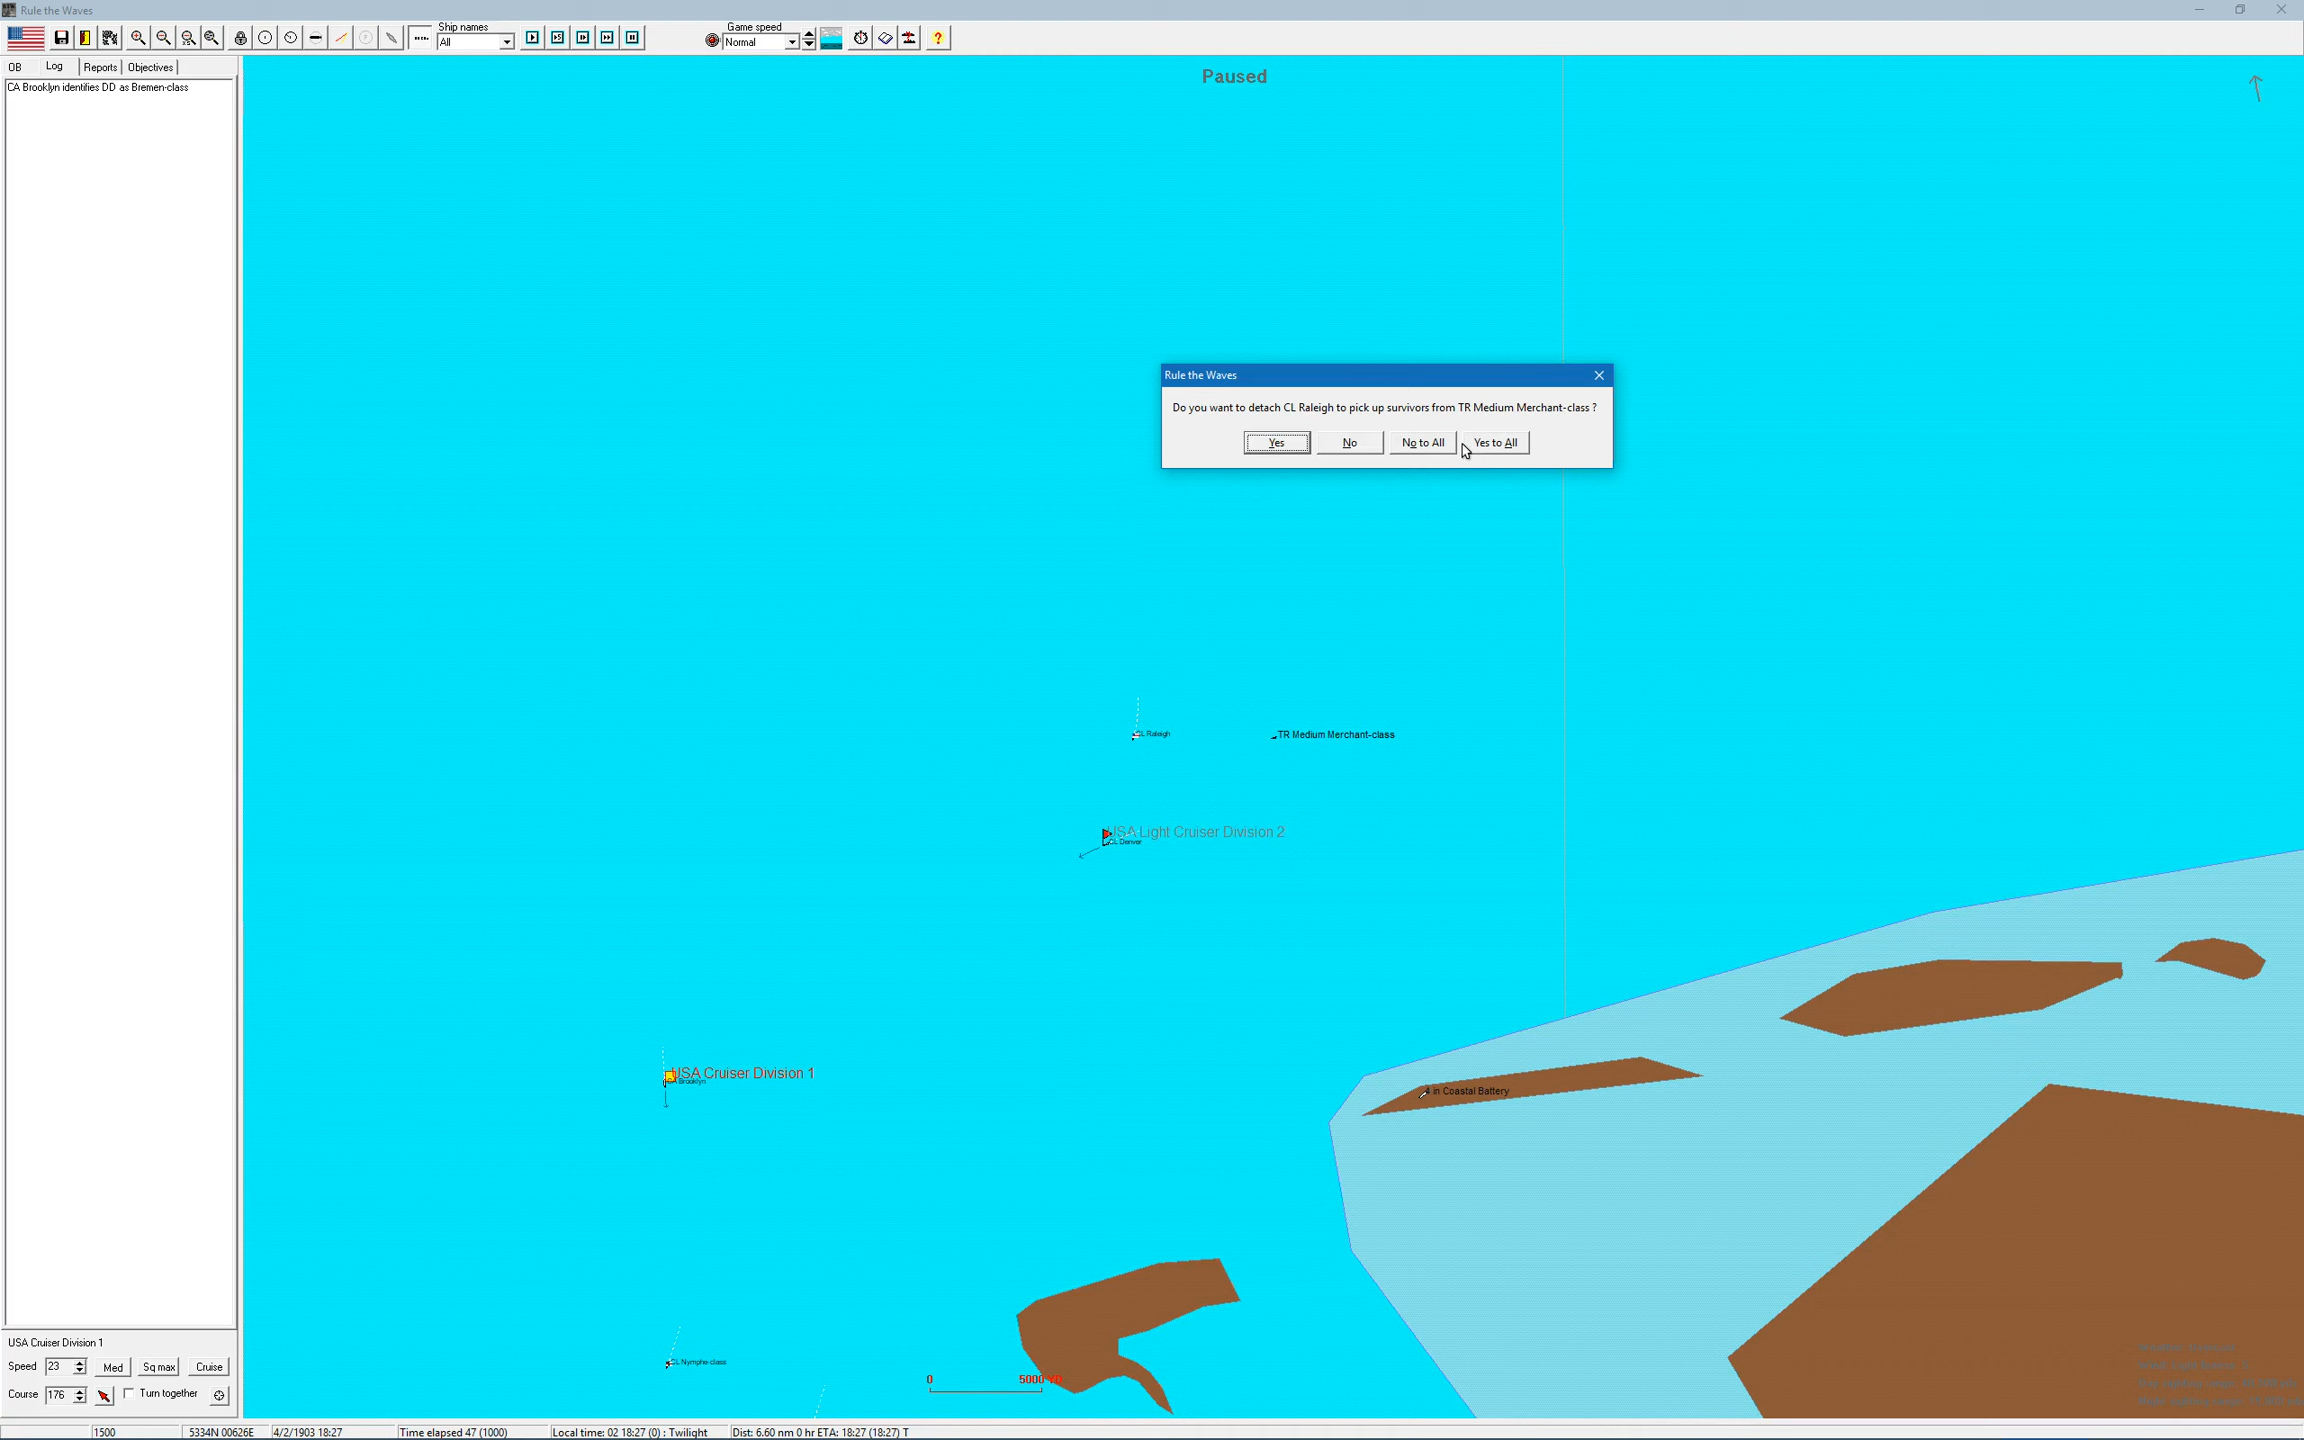 Rule the Waves
Ship names
All
Game speed
Normal
?
OB
Log
Reports
Objectives
CA Brooklyn identifies DD as Bremen-class
Paused
Rule the Waves
Do you want to detach CL Raleigh to pick up survivors from TR Medium Merchant-class ?
Yes
No
No to All
Yes to All
CL Raleigh
TR Medium Merchant-class
USA Light Cruiser Division 2
CL Denver
USA Cruiser Division 1
CA Brooklyn
4 in Coastal Battery
CL Nymphe-class
0
5000 YD
USA Cruiser Division 1
Speed 23 Med Sq max Cruise
Course 176 Turn together
1500 5334N 00626E 4/2/1903 18:27 Time elapsed 47 (1000) Local time: 02 18:27 (0) : Twilight Dist: 6.60 nm 0 hr ETA: 18:27 (18:27) T